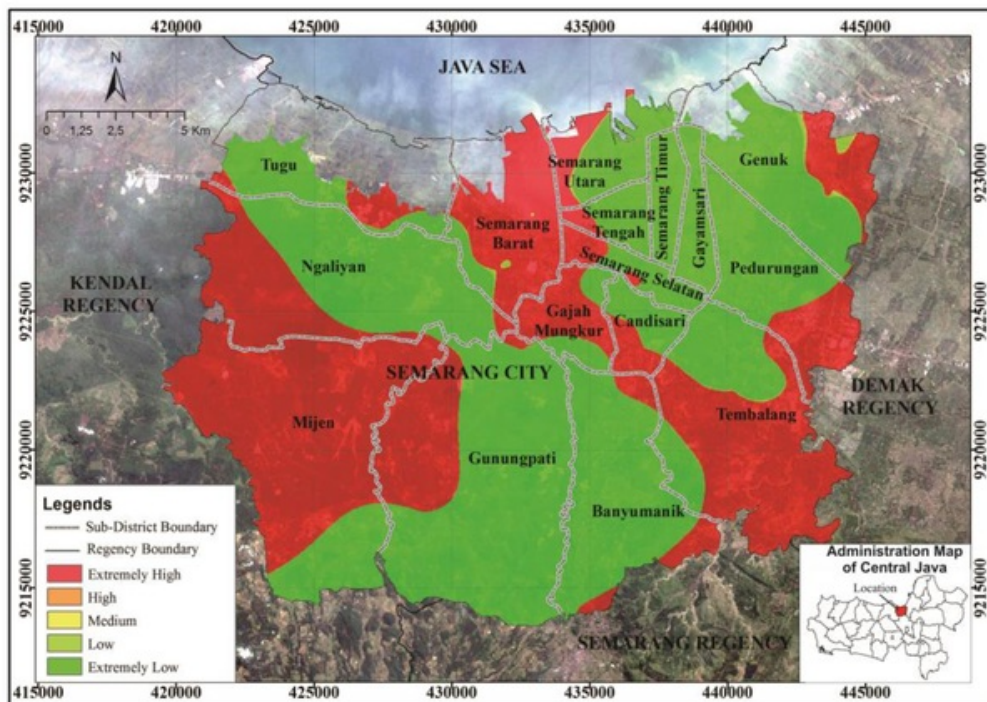 415000 420000 425000 430000 435000 440000 445000
JAVA SEA
N
0 1,25 2,5 5 Km
9230000
9230000
Tugu
Semarang
Utara
Semarang Timur
Genuk
Semarang
Tengah
Gayamsari
Semarang
Barat
Ngaliyan
Semarang Selatan
Pedurungan
KENDAL
REGENCY
9225000
9225000
Gajah
Mungkur
Candisari
SEMARANG CITY
DEMAK
REGENCY
Mijen
Tembalang
9220000
9220000
Gunungpati
Banyumanik
Legends
Sub-District Boundary
Regency Boundary
Extremely High
High
Medium
Low
Extremely Low
9215000
9215000
Administration Map
of Central Java
Location
SEMARANG REGENCY
415000 420000 425000 430000 435000 440000 445000